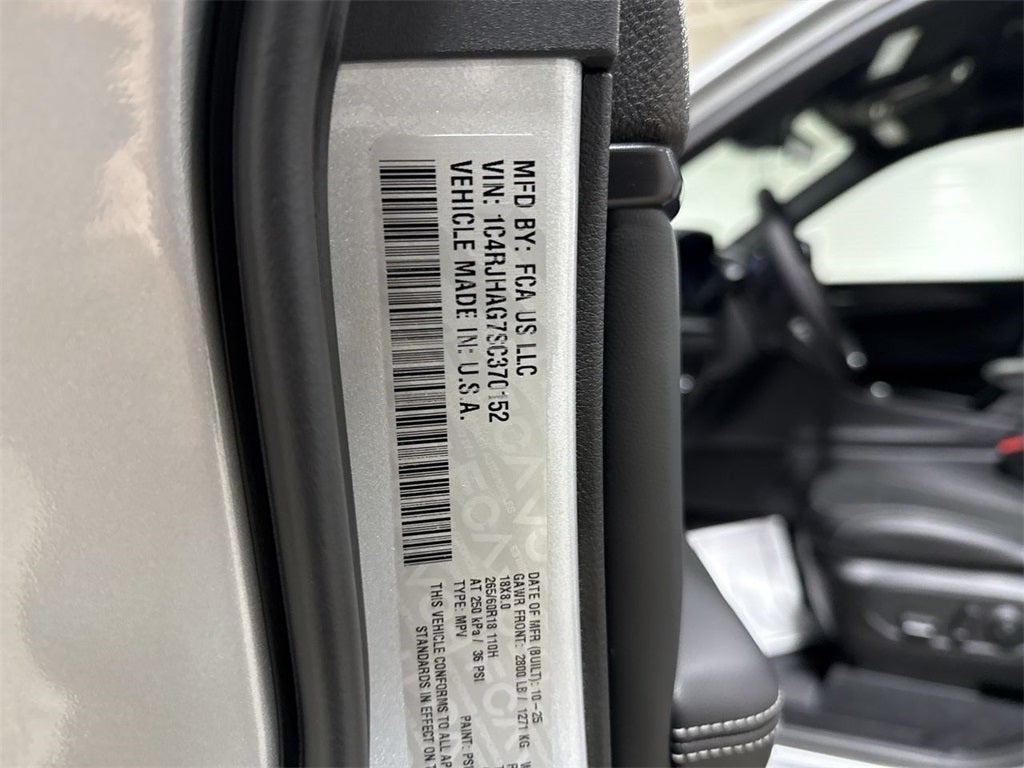 MFD BY: FCA US LLC
VIN: 1C4RJHAG7SC370152
VEHICLE MADE IN: U.S.A.
DATE OF MFR (BUILT): 10-25
GAWR FRONT: 2800 LB/ 1271 KG
18X8.0
265/60R18 110H
AT 250 kPa/ 36 PSI
TYPE: MPV
PAINT: PS1
THIS VEHICLE CONFORMS TO ALL AP
STANDARDS IN EFFECT ON T